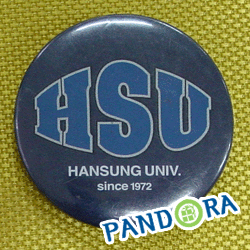 HSU
HANSUNG UNIV.
since 1972
PANDORA